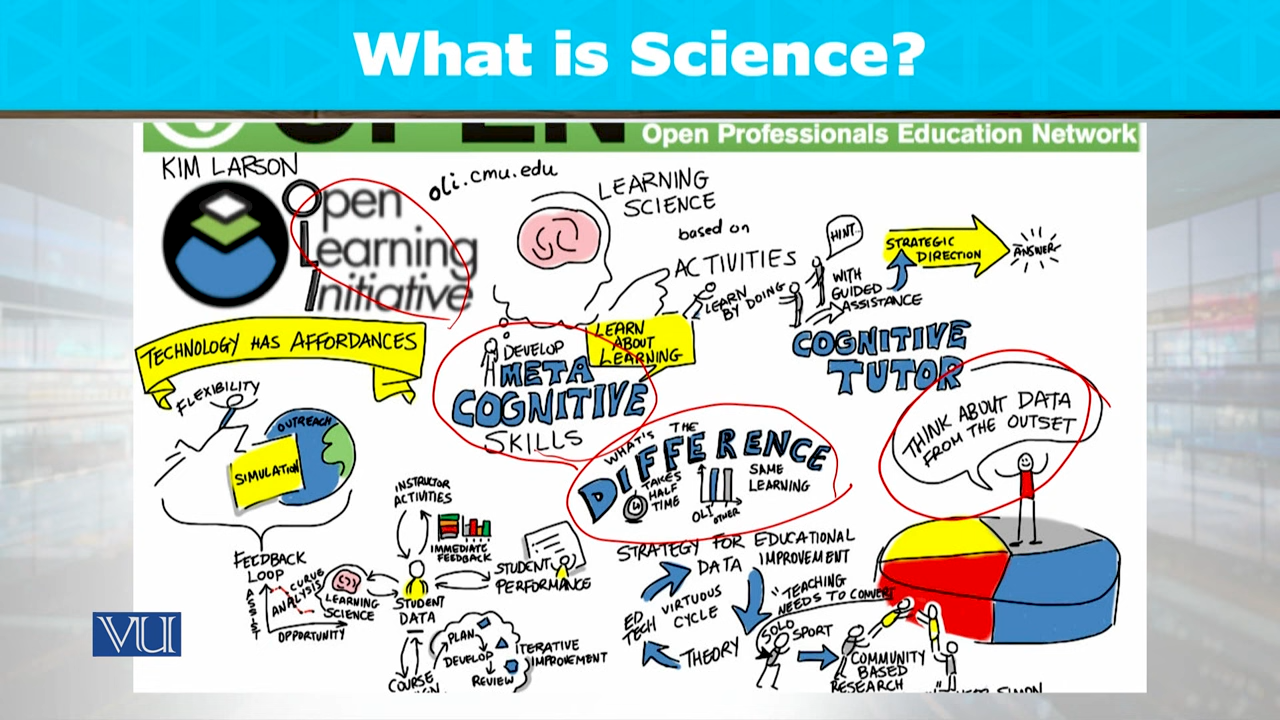 What is Science?
OPEN
Open Professionals Education Network
KIM LARSON
oli.cmu.edu
Open
Learning
Initiative
LEARNING
SCIENCE
based on
ACTIVITIES
LEARN
BY DOING
HINT
WITH
GUIDED
ASSISTANCE
STRATEGIC
DIRECTION
ANSWER
COGNITIVE
TUTOR
TECHNOLOGY HAS AFFORDANCES
LEARN
ABOUT
LEARNING
DEVELOP
META
COGNITIVE
SKILLS
FLEXIBILITY
OUTREACH
SIMULATION
WHAT'S THE
DIFFERENCE
TAKES
HALF
TIME
OLI OTHER
SAME
LEARNING
THINK ABOUT DATA
FROM THE OUTSET
INSTRUCTOR
ACTIVITIES
IMMEDIATE
FEEDBACK
STUDENT
PERFORMANCE
FEEDBACK
LOOP
CURVE
ANALYSIS
ASSIST
OPPORTUNITY
LEARNING
SCIENCE
STUDENT
DATA
PLAN
DEVELOP
REVIEW
ITERATIVE
IMPROVEMENT
COURSE
STRATEGY FOR EDUCATIONAL
IMPROVEMENT
DATA
VIRTUOUS
CYCLE
ED
TECH
THEORY
"TEACHING
NEEDS TO CONVERT
SOLO
SPORT
COMMUNITY
BASED
RESEARCH
SIMON
VU